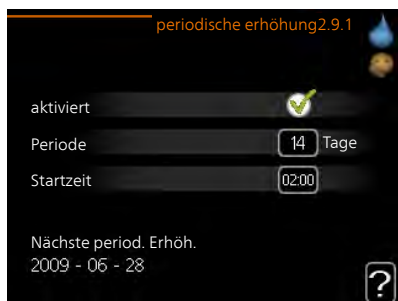 periodische erhöhung2.9.1
aktiviert
Periode 14 Tage
Startzeit 02:00
Nächste period. Erhöh.
2009 - 06 - 28
?